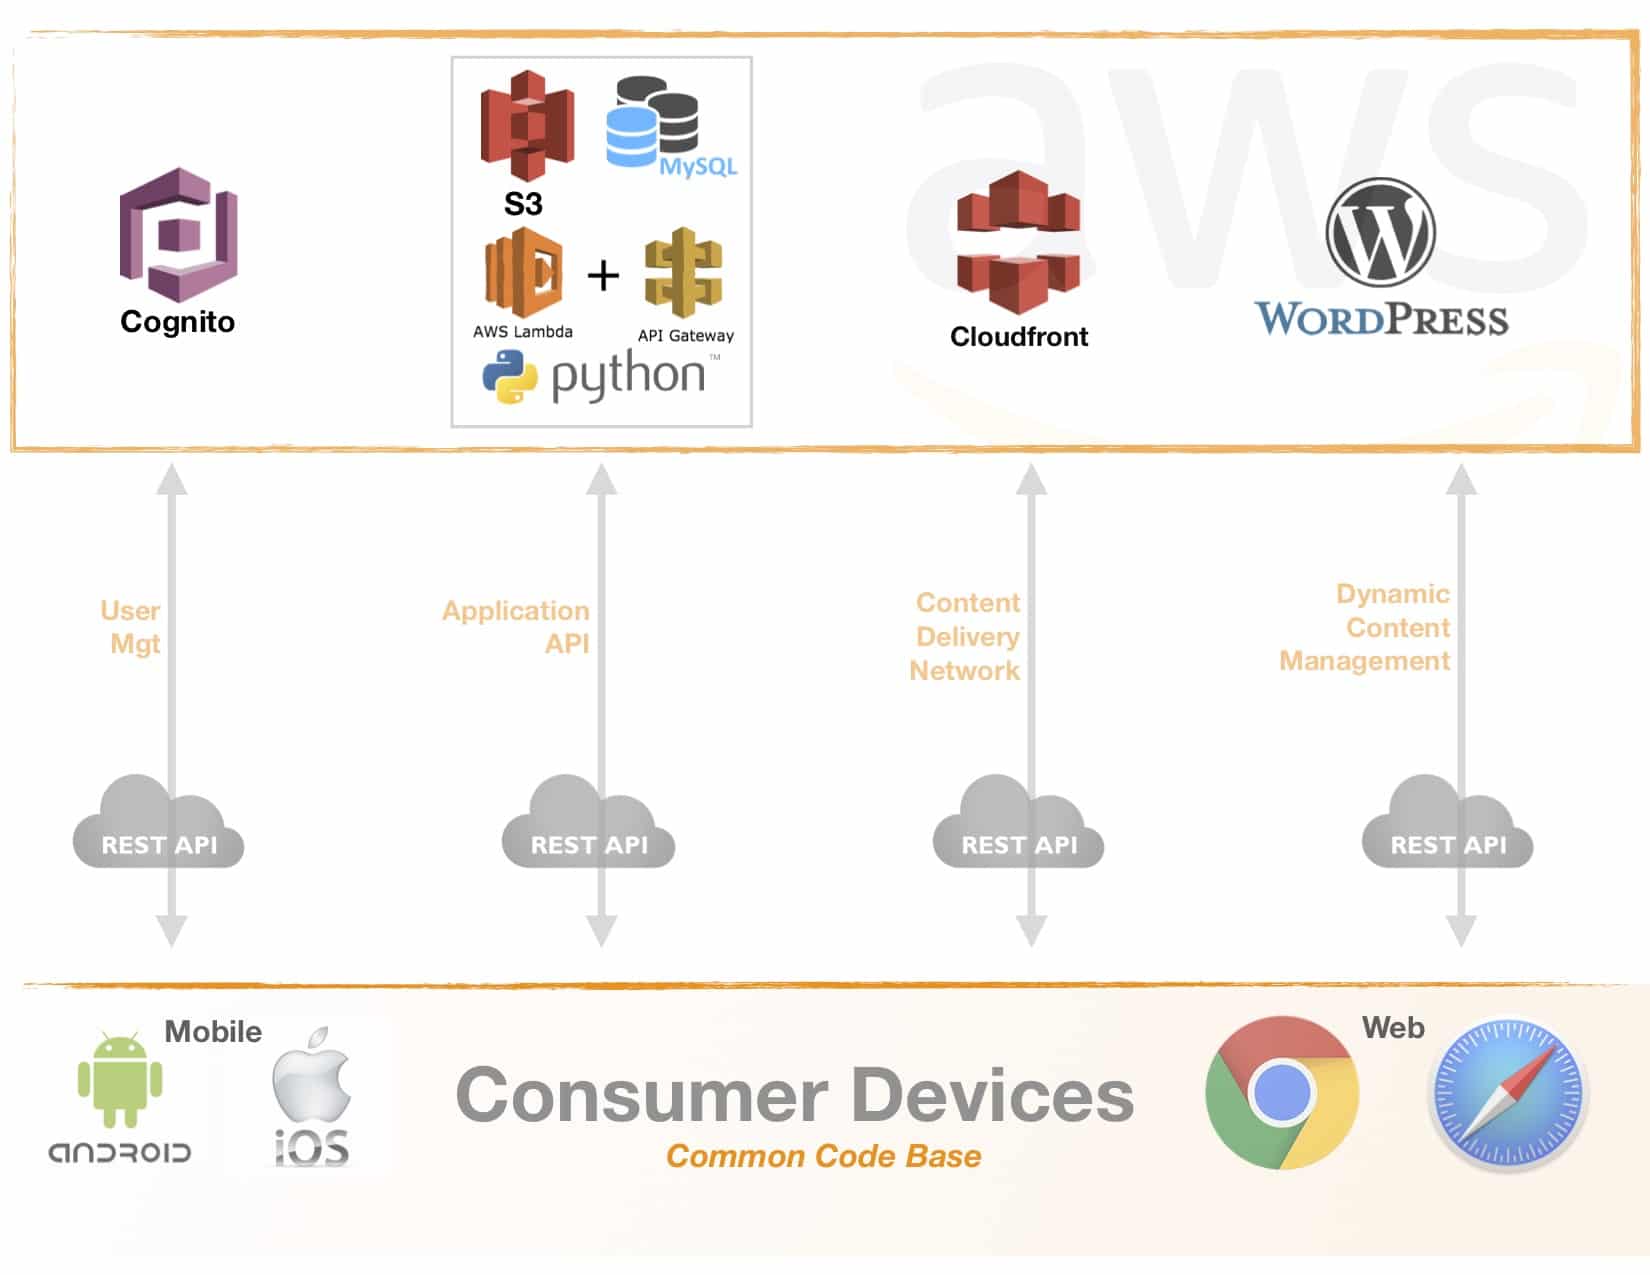 aws
S3
MySQL
Cognito
AWS Lambda
+
API Gateway
python™
Cloudfront
WORDPRESS
User
Mgt
Application
API
Content
Delivery
Network
Dynamic
Content
Management
REST API
REST API
REST API
REST API
Mobile
ANDROID
iOS
Consumer Devices
Common Code Base
Web